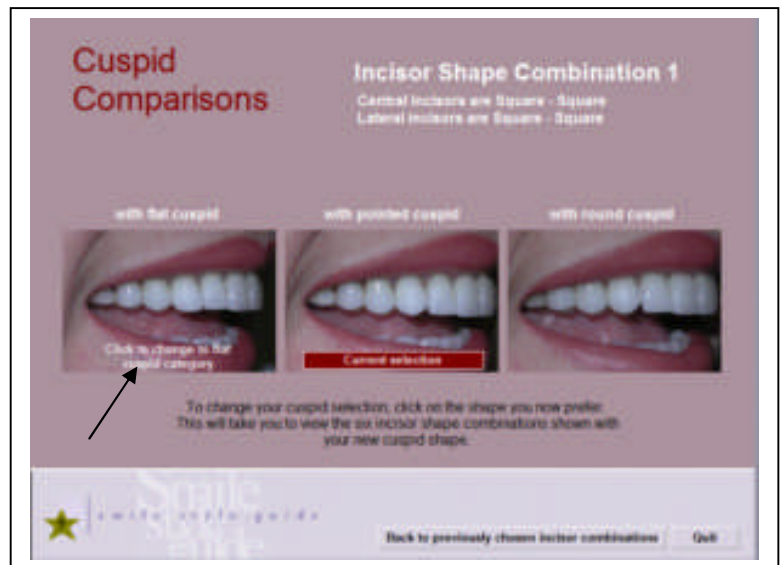 Cuspid
Comparisons
Incisor Shape Combination 1
Central Incisors are Square - Square
Lateral Incisors are Square - Square
with flat cuspid
with pointed cuspid
with round cuspid
Click to change to flat
cuspid category
Current selection
To change your cuspid selection, click on the shape you now prefer.
This will take you to view the six incisor shape combinations shown with
your new cuspid shape.
Smile
smile style guide
guide
Back to previously chosen incisor combinations
Quit